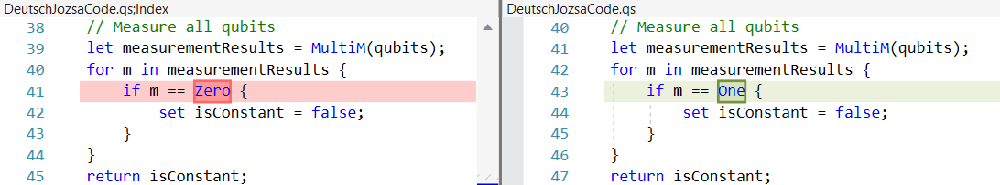 DeutschJozsaCode.qs;Index
38 // Measure all qubits
39 let measurementResults = MultiM(qubits);
40 for m in measurementResults {
41 if m == Zero {
42 set isConstant = false;
43 }
44 }
45 return isConstant;
DeutschJozsaCode.qs
40 // Measure all qubits
41 let measurementResults = MultiM(qubits);
42 for m in measurementResults {
43 if m == One {
44 set isConstant = false;
45 }
46 }
47 return isConstant;